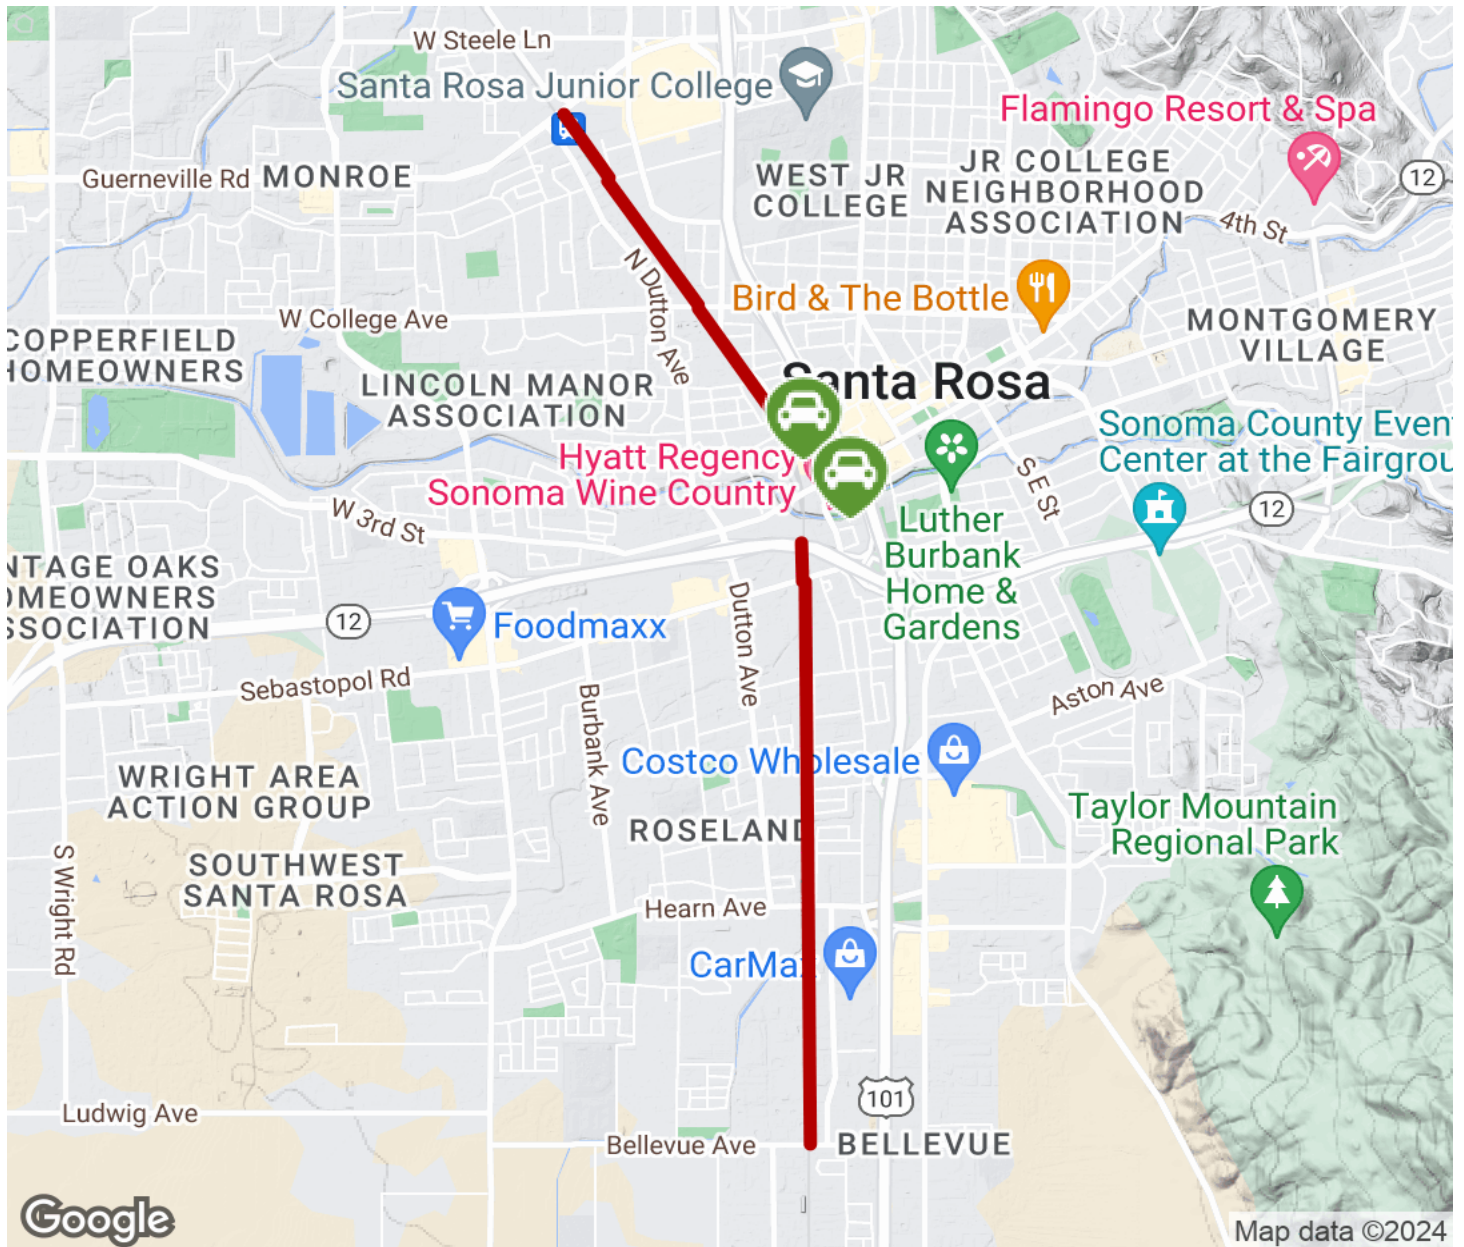 W Steele Ln
Santa Rosa Junior College
Flamingo Resort & Spa
Guerneville Rd
MONROE
WEST JR
COLLEGE
JR COLLEGE
NEIGHBORHOOD
ASSOCIATION
12
4th St
N Dutton Ave
Bird & The Bottle
W College Ave
MONTGOMERY
VILLAGE
COPPERFIELD
HOMEOWNERS
LINCOLN MANOR
ASSOCIATION
Santa Rosa
Sonoma County Even
Center at the Fairgrou
Hyatt Regency
Sonoma Wine Country
S E St
W 3rd St
12
Luther
Burbank
Home &
Gardens
NTAGE OAKS
OMEOWNERS
SSOCIATION
12
Foodmaxx
Dutton Ave
Sebastopol Rd
Burbank Ave
Aston Ave
Costco Wholesale
WRIGHT AREA
ACTION GROUP
Taylor Mountain
Regional Park
ROSELAND
S Wright Rd
SOUTHWEST
SANTA ROSA
Hearn Ave
CarMax
101
Ludwig Ave
Bellevue Ave
BELLEVUE
Google
Map data ©2024